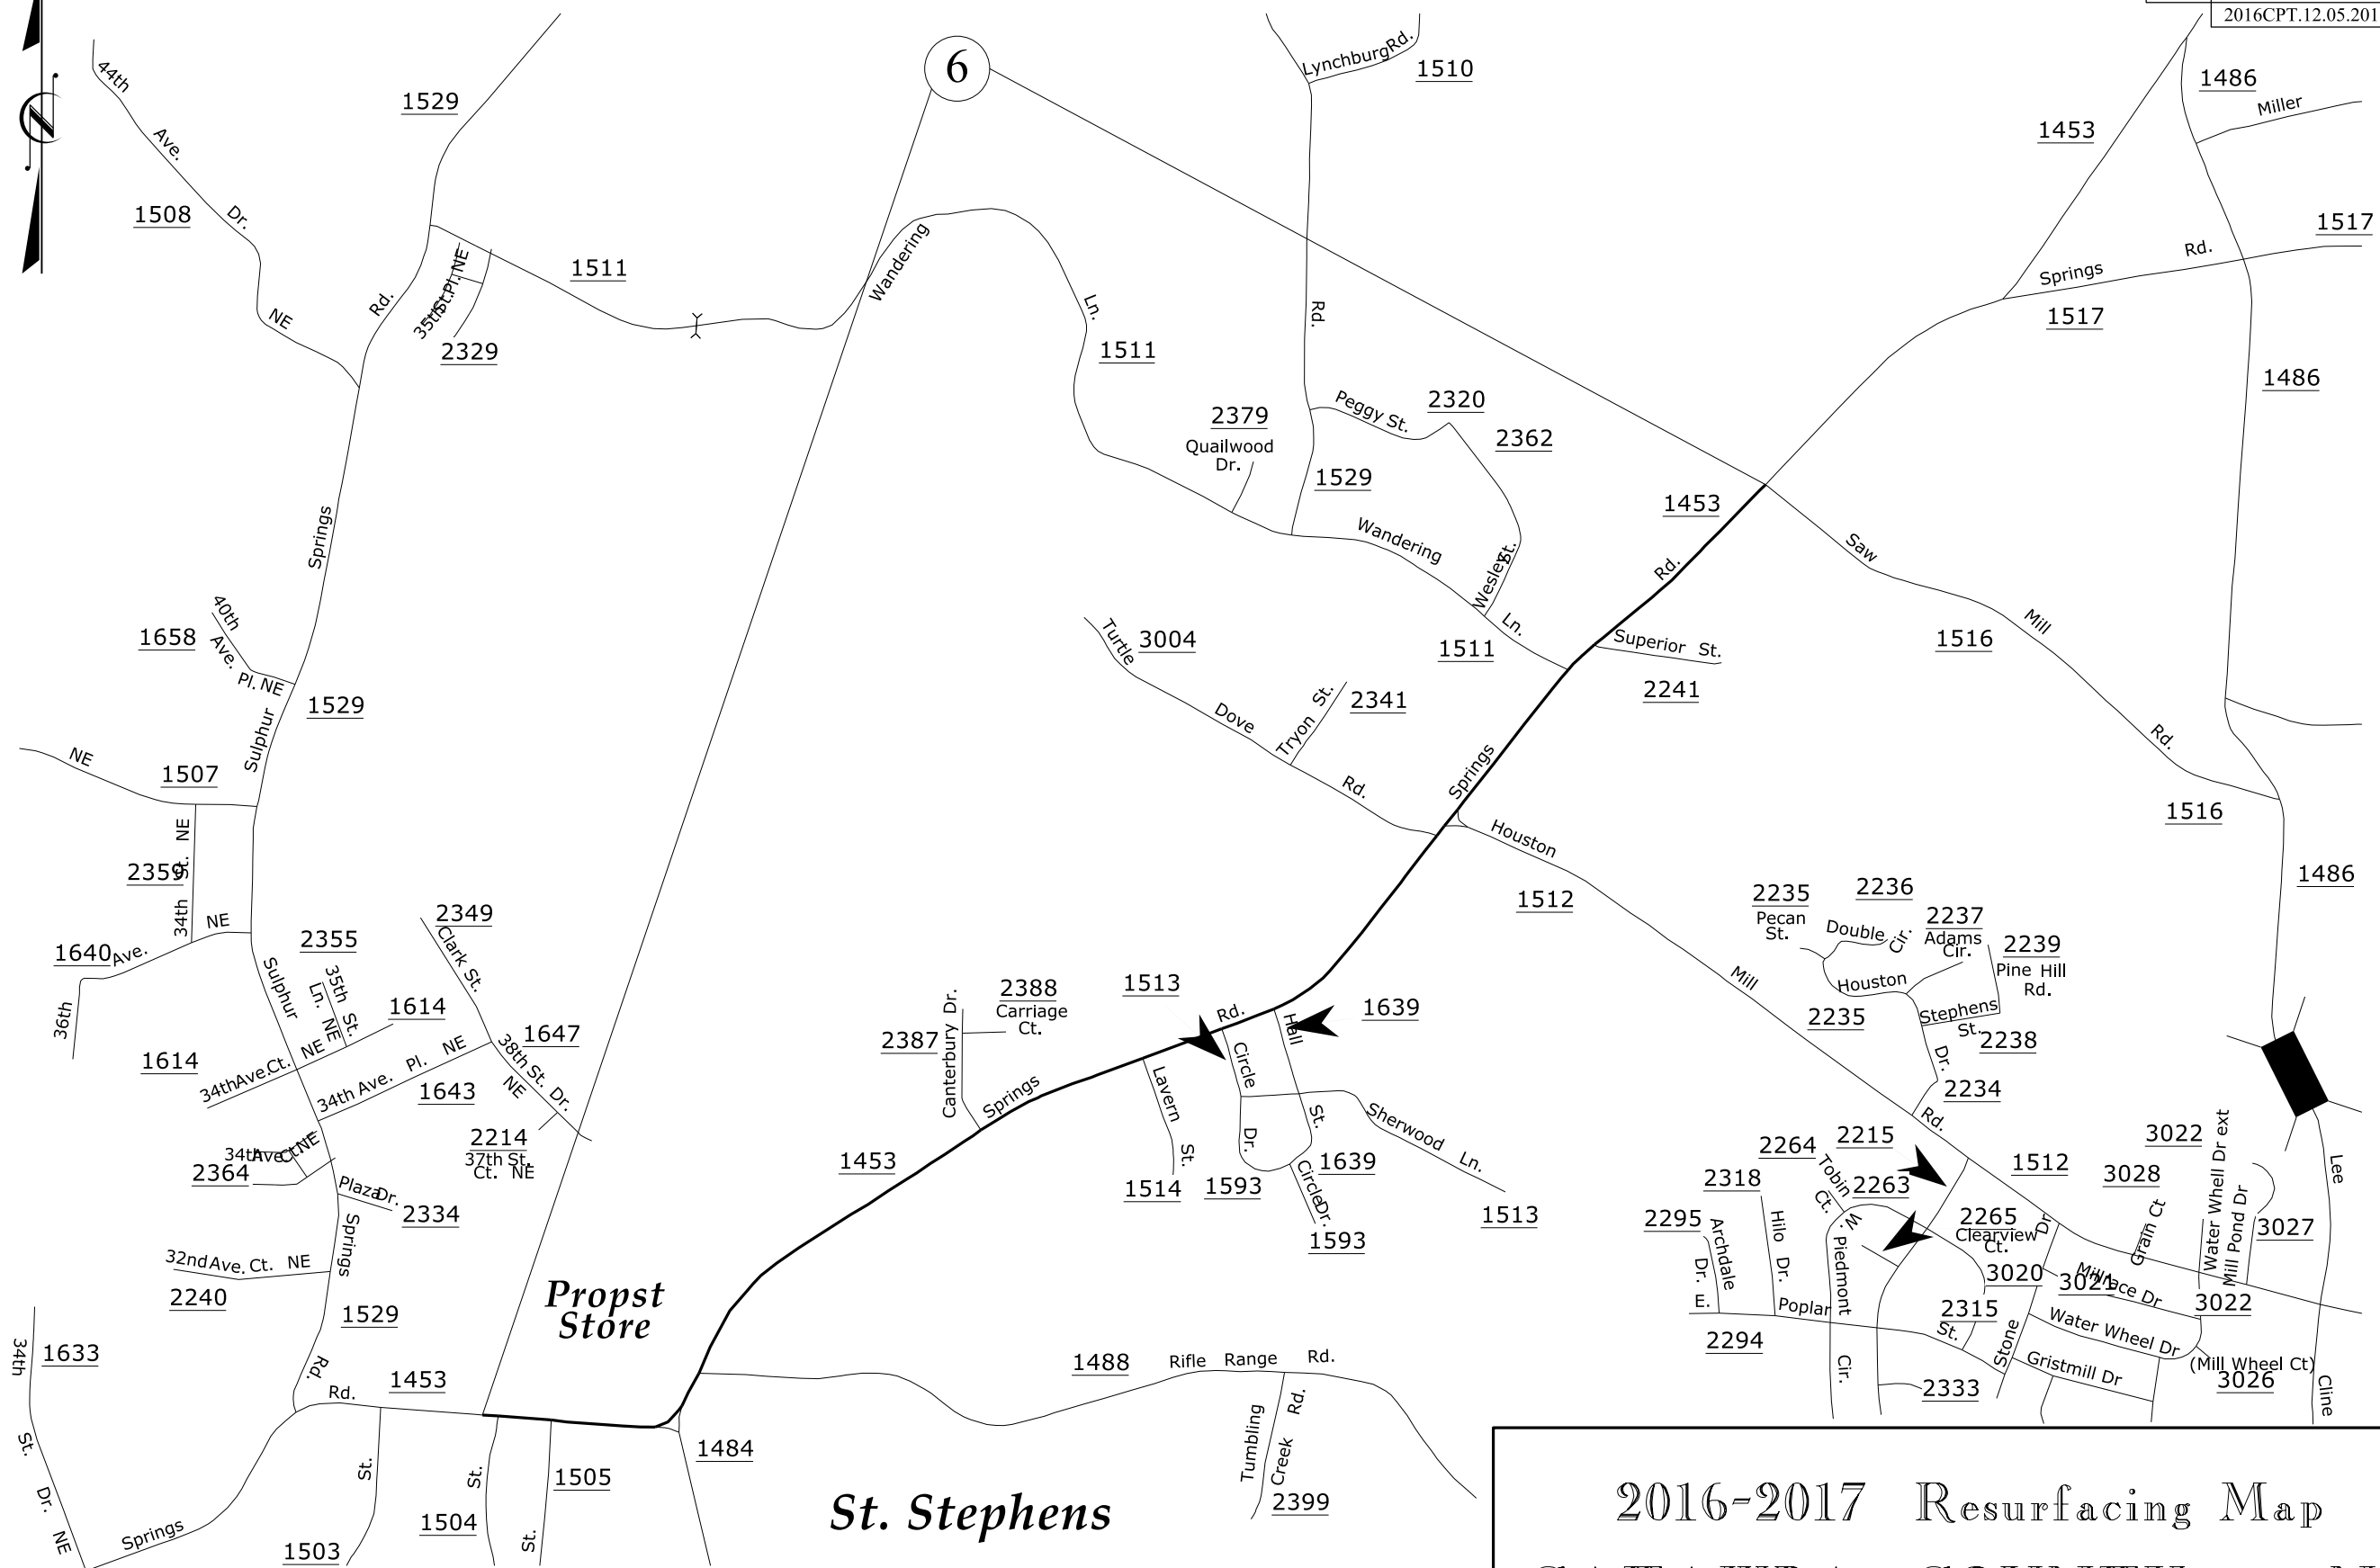 2016CPT.12.05.201
6
Lynchburg Rd.
1510
1486
Miller
1453
44th Ave. Dr. NE
1529
1508
1517
Springs Rd.
1517
1511
Wandering Ln.
Rd.
35th St. Pl. NE
2329
1511
Rd.
1486
2379
Quailwood
Dr.
Peggy St.
2320
2362
1529
1453
Springs
Wandering
Wesley St.
Rd.
Saw Mill Rd.
Ln.
1511
Superior St.
2241
1516
40th Ave. Pl. NE
1658
1529
Turtle Dove Rd.
3004
Tryon St.
2341
Sulphur
NE
1507
Springs
1516
34th St. NE
2359
Houston Mill Rd.
1512
1486
2235
Pecan
St.
2236
Double Cir.
2237
Adams
Cir.
2239
Pine Hill
Rd.
Houston
2235
Stephens
St.
2238
Dr.
2234
NE
1640
Ave.
36th
2355
35th St.
Ln. NE
2349
Clark St.
Sulphur
1614
1614
34th Ave. Ct. NE
34th Ave. Pl. NE
1643
1647
38th St. Dr.
NE
2214
37th St.
Ct. NE
34th Ave. Ct NE
2364
Plaza Dr.
2334
Springs
32nd Ave. Ct. NE
2240
1529
Rd.
2388
Carriage
Ct.
2387
Canterbury Dr.
1513
Rd.
Hall
1639
Springs
1453
Circle
Dr.
Lavern
St.
1514
1593
St.
1639
Sherwood Ln.
1513
Circle Dr.
1593
2264
Tobin
Ct.
2215
2263
2318
2295
Archdale
Dr.
Hilo
Dr.
W.
Piedmont
Cir.
2265
Clearview
Ct.
1512
3022
3028
Grain Ct
Water Whell Dr ext
Mill Pond Dr
3027
Lee
Cline
Dr
3020
3021
Millrace Dr
3022
2315
Water Wheel Dr
E. Poplar St.
2294
Stone
Gristmill Dr
(Mill Wheel Ct)
3026
2333
1633
34th
St.
Dr.
NE
Rd.
1453
Propst
Store
1488
Rifle Range Rd.
Tumbling
Creek Rd.
2399
Springs
St.
1503
St.
1504
St.
1505
1484
St. Stephens
2016-2017 Resurfacing Map